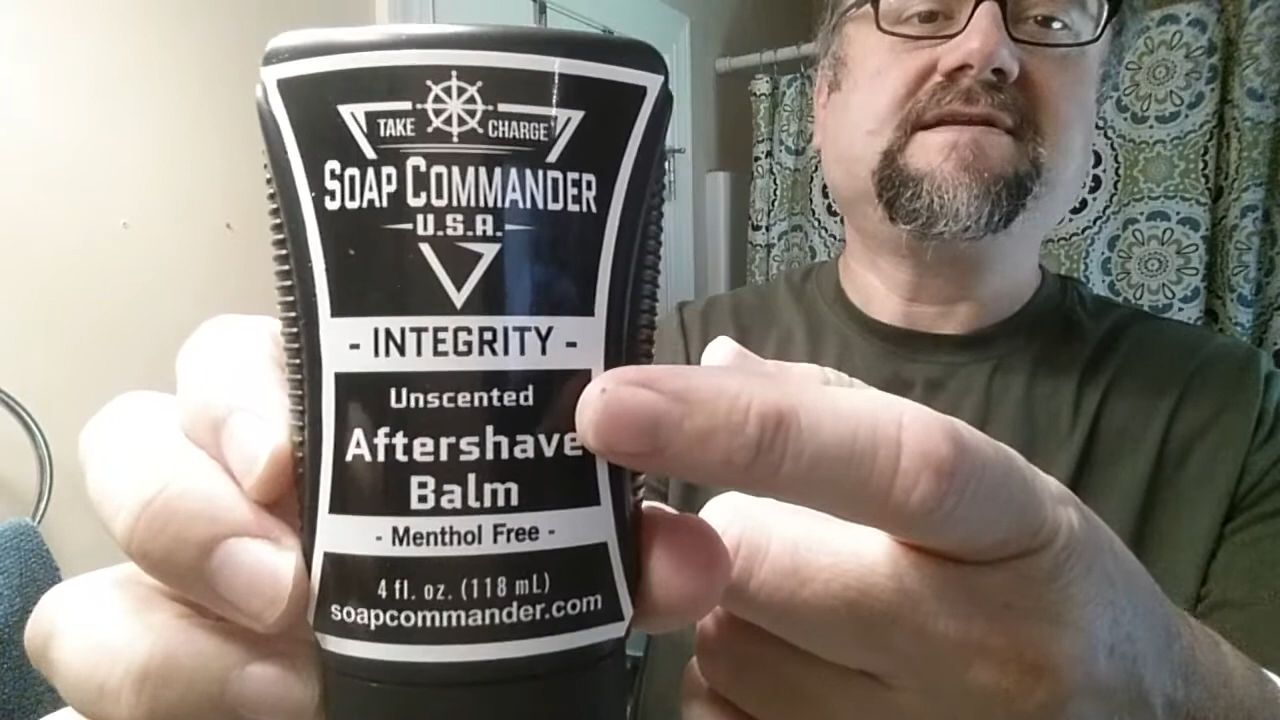 TAKE CHARGE
SOAP COMMANDER
U.S.A.
- INTEGRITY -
Unscented
Aftershave
Balm
- Menthol Free -
4 fl. oz. (118 mL)
soapcommander.com